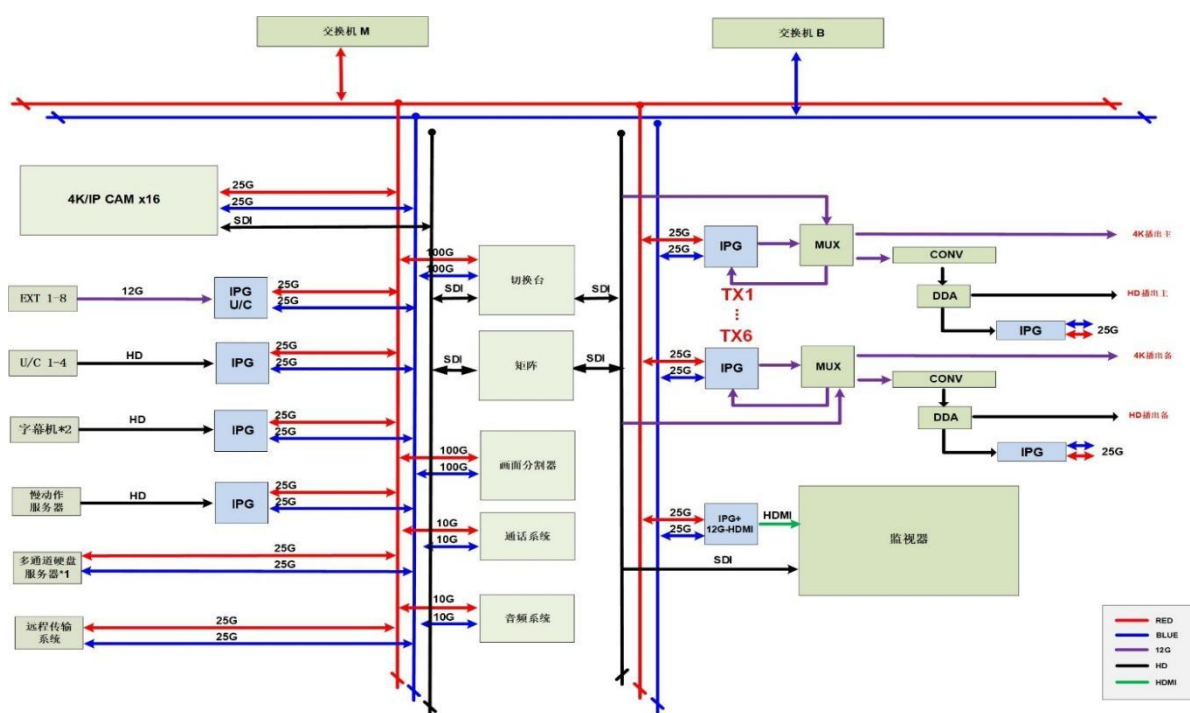 交换机 M
交换机 B
4K/IP CAM x16
25G
25G
SDI
EXT 1-8
12G
IPG
U/C
25G
25G
U/C 1-4
HD
IPG
25G
25G
字幕机*2
HD
IPG
25G
25G
慢动作
服务器
HD
IPG
25G
25G
多通道硬盘
服务器*1
25G
25G
远程传输
系统
25G
25G
100G
100G
切换台
SDI
SDI
矩阵
SDI
SDI
100G
100G
画面分割器
10G
10G
通话系统
10G
10G
音频系统
25G
25G
IPG
MUX
4K播出主
CONV
DDA
HD播出主
IPG
25G
TX1
TX6
25G
25G
IPG
MUX
4K播出备
CONV
DDA
HD播出备
IPG
25G
25G
25G
IPG+
12G-HDMI
HDMI
SDI
监视器
RED
BLUE
12G
HD
HDMI